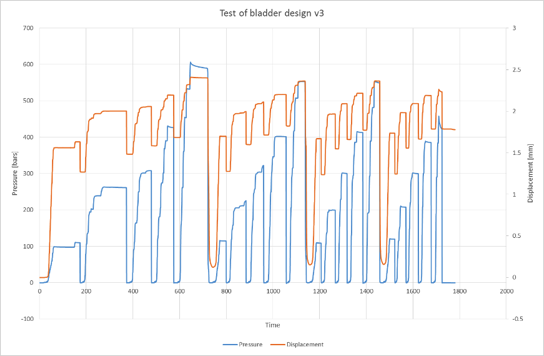 Test of bladder design v3
700
600
500
400
300
200
100
0
-100
3
2.5
2
1.5
1
0.5
0
-0.5
Pressure [bars]
Displacement [mm]
0 200 400 600 800 1000 1200 1400 1600 1800 2000
Time
Pressure Displacement